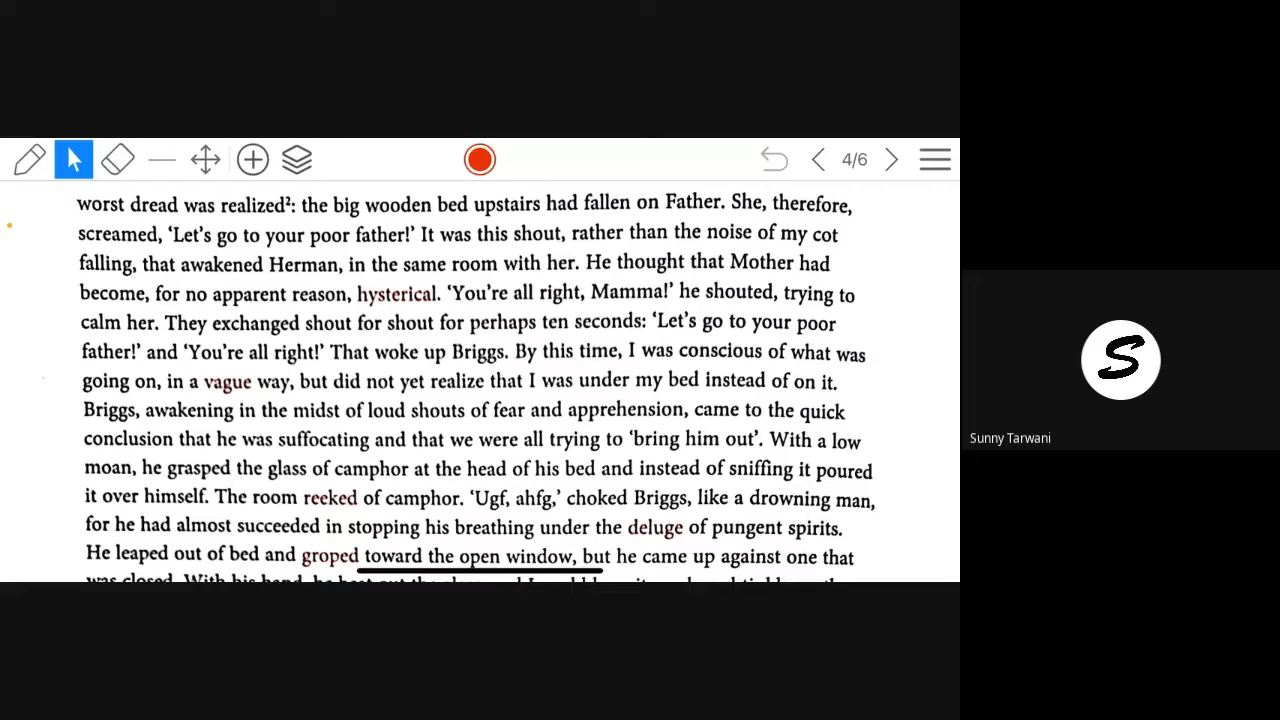 4/6
worst dread was realized²: the big wooden bed upstairs had fallen on Father. She, therefore,
screamed, ‘Let’s go to your poor father!’ It was this shout, rather than the noise of my cot
falling, that awakened Herman, in the same room with her. He thought that Mother had
become, for no apparent reason, hysterical. ‘You’re all right, Mamma!’ he shouted, trying to
calm her. They exchanged shout for shout for perhaps ten seconds: ‘Let’s go to your poor
father!’ and ‘You’re all right!’ That woke up Briggs. By this time, I was conscious of what was
going on, in a vague way, but did not yet realize that I was under my bed instead of on it.
Briggs, awakening in the midst of loud shouts of fear and apprehension, came to the quick
conclusion that he was suffocating and that we were all trying to ‘bring him out’. With a low
moan, he grasped the glass of camphor at the head of his bed and instead of sniffing it poured
it over himself. The room reeked of camphor. ‘Ugf, ahfg,’ choked Briggs, like a drowning man,
for he had almost succeeded in stopping his breathing under the deluge of pungent spirits.
He leaped out of bed and groped toward the open window, but he came up against one that
was closed. With his hand, he beat out the
S
Sunny Tarwani